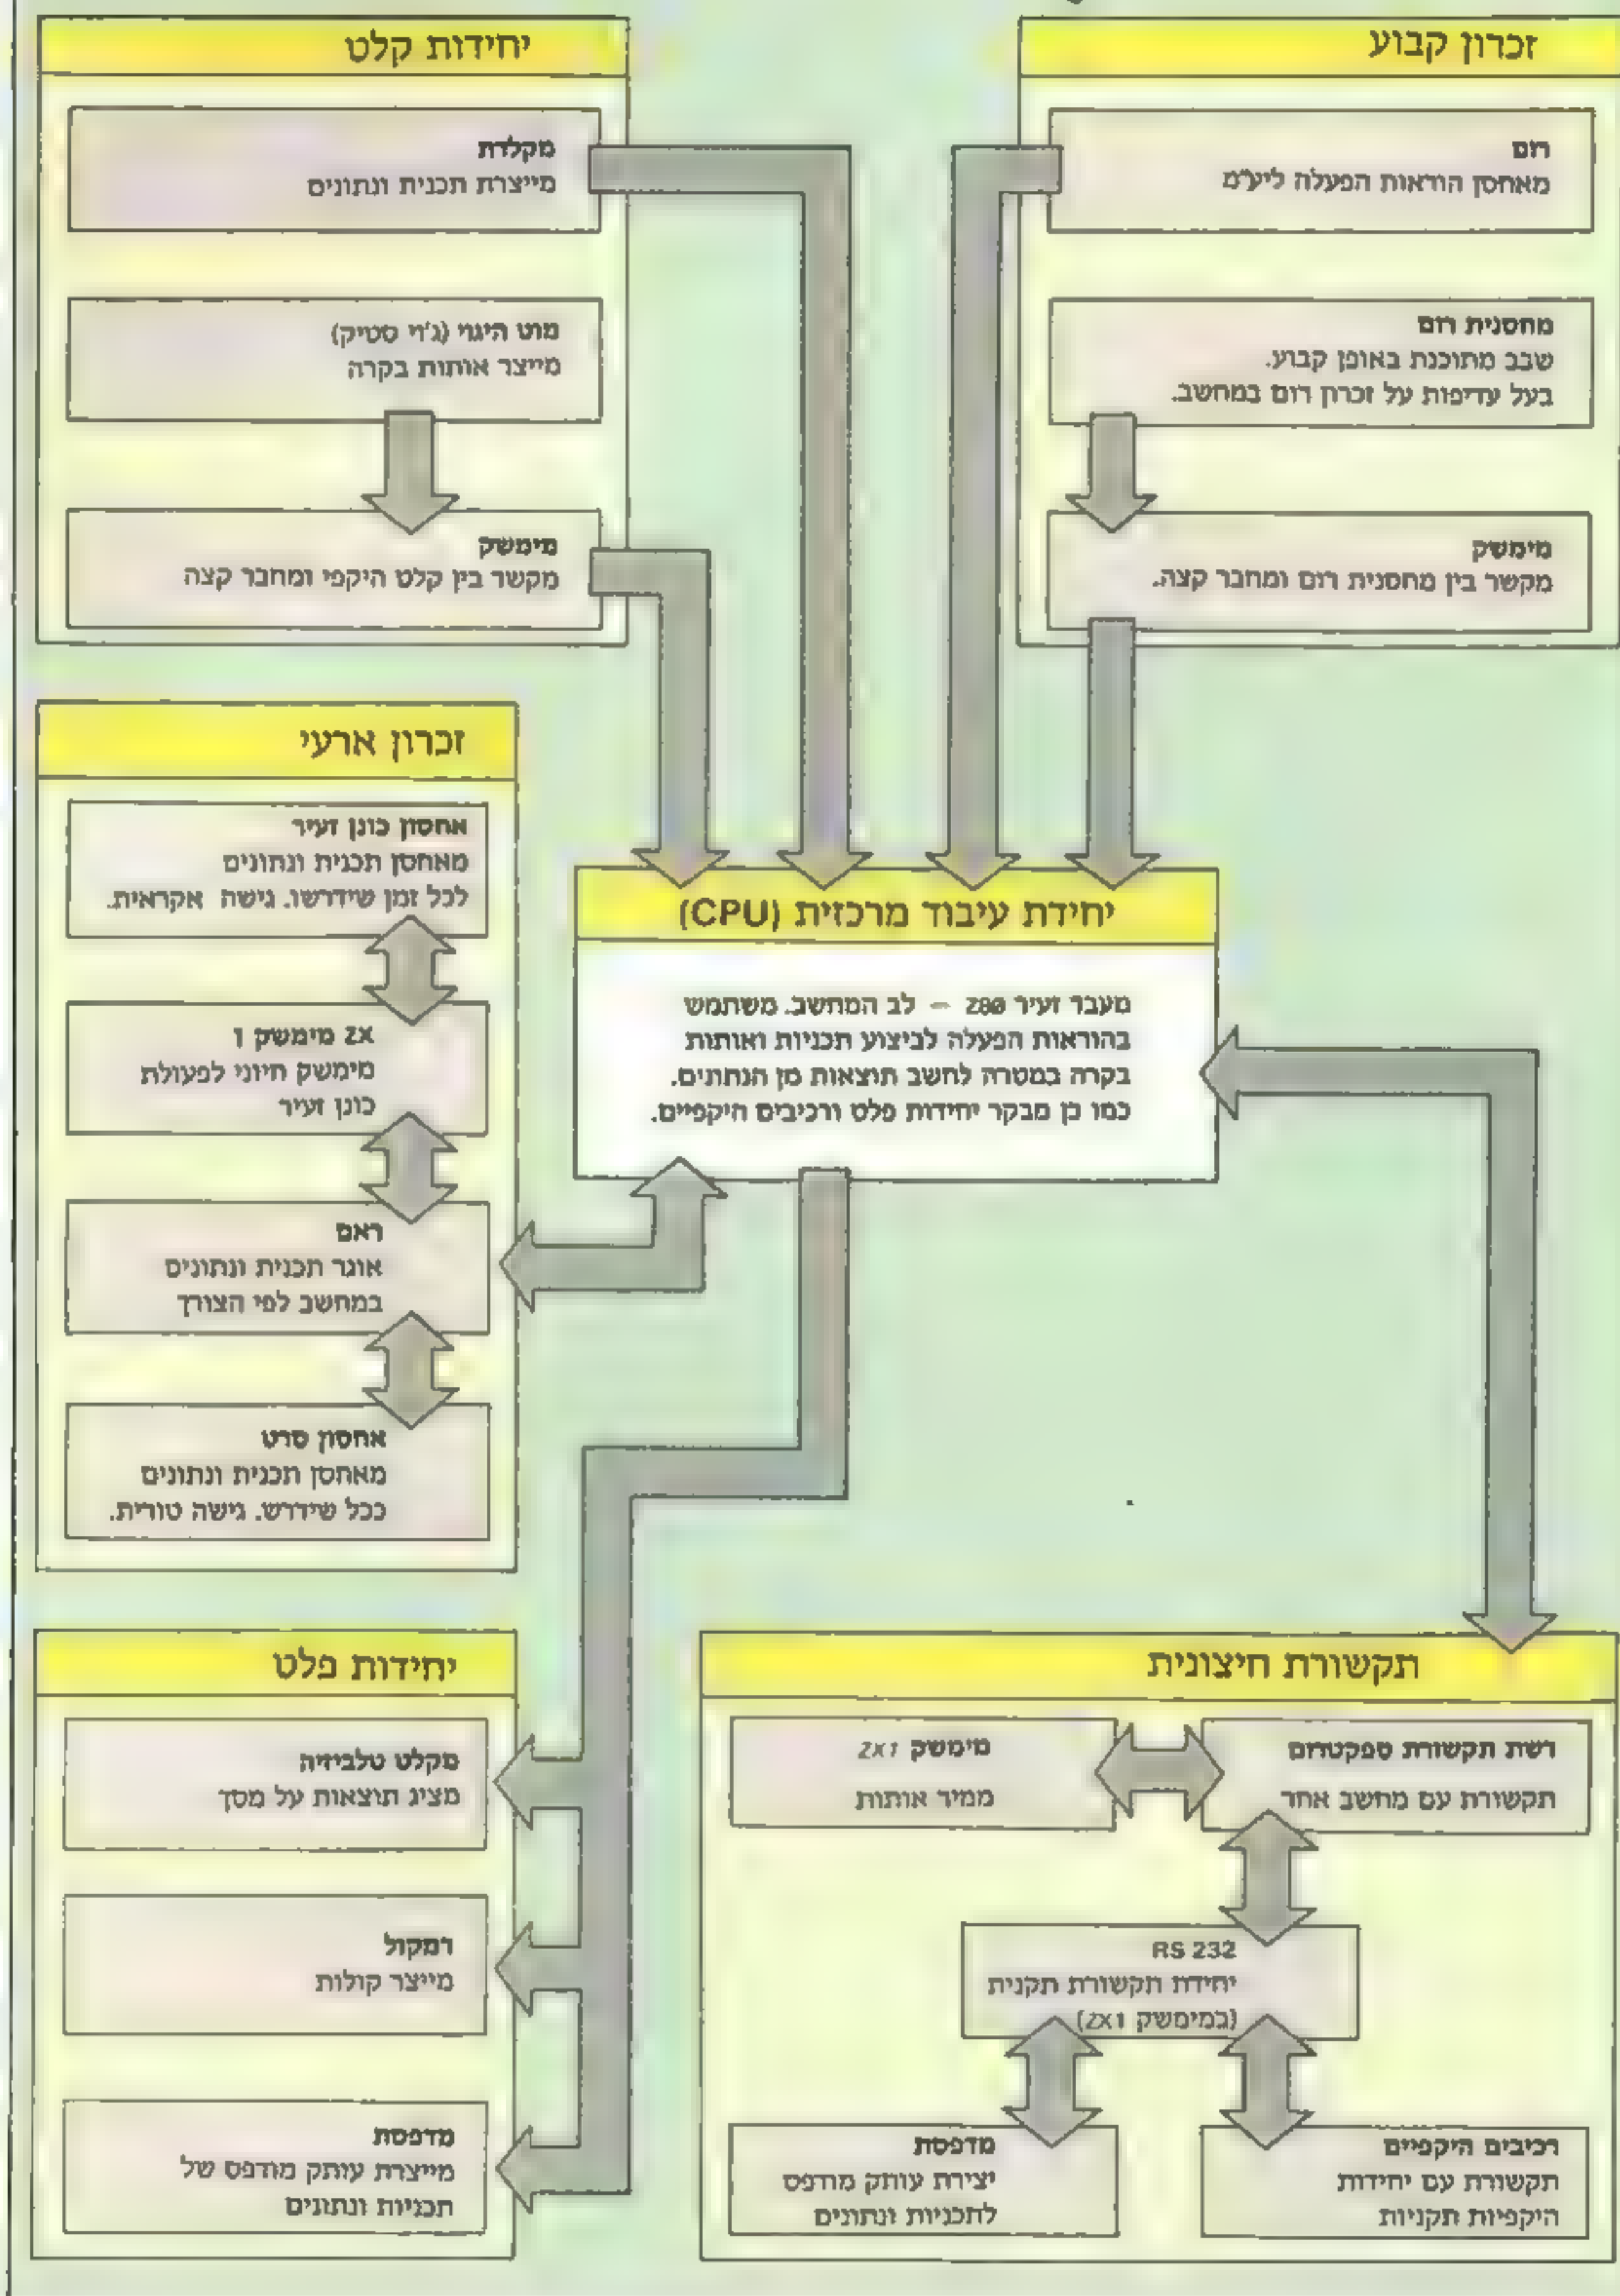 זכרון קבוע
רום
מאחסן הודאות הפעלה ליע״מ
מחסנית רום
שבב מתוכנת באופן קבוע.
בעל עדיפות על זכרון רום במחשב.
מימשק
מקשר בין מחסנית רום ומחבר קצה.
יחידות קלט
מקלדת
מייצרת תכנית ונתונים
מוט היגוי (ג׳וי סטיק)
מייצר אותות בקרה
מימשק
מקשר בין קלט היקפי ומחבר קצה
יחידת עיבוד מרכזית (CPU)
מעבד זעיר Z80 — לב המחשב. משתמש
בהוראות הפעלה לביצוע תכניות ואותות
בקרה במטרה לחשב תוצאות מן הנתונים.
כמו כן מבקר יחידות פלט ורכיבים היקפיים.
זכרון ארעי
אחסון כונן זעיר
מאחסן תכנית ונתונים
לכל זמן שידרשו. גישה אקראית.
ZX מימשק 1
מימשק חיוני לפעולת
כונן זעיר
ראם
אוגר תכנית ונתונים
במחשב לפי הצורך
אחסון סרט
מאחסן תכנית ונתונים
ככל שידרש. גישה טורית.
תקשורת חיצונית
רשת תקשורת ספקטרום
תקשורת עם מחשב אחר
מימשק ZX1
ממיר אותות
RS 232
יחידת תקשורת תקנית
(במימשק ZX1)
רכיבים היקפיים
תקשורת עם יחידות
היקפיות תקניות
מדפסת
יצירת עותק מודפס
לתכניות ונתונים
יחידות פלט
מקלט טלביזיה
מציג תוצאות על מסך
רמקול
מייצר קולות
מדפסת
מייצרת עותק מודפס של
תכניות ונתונים